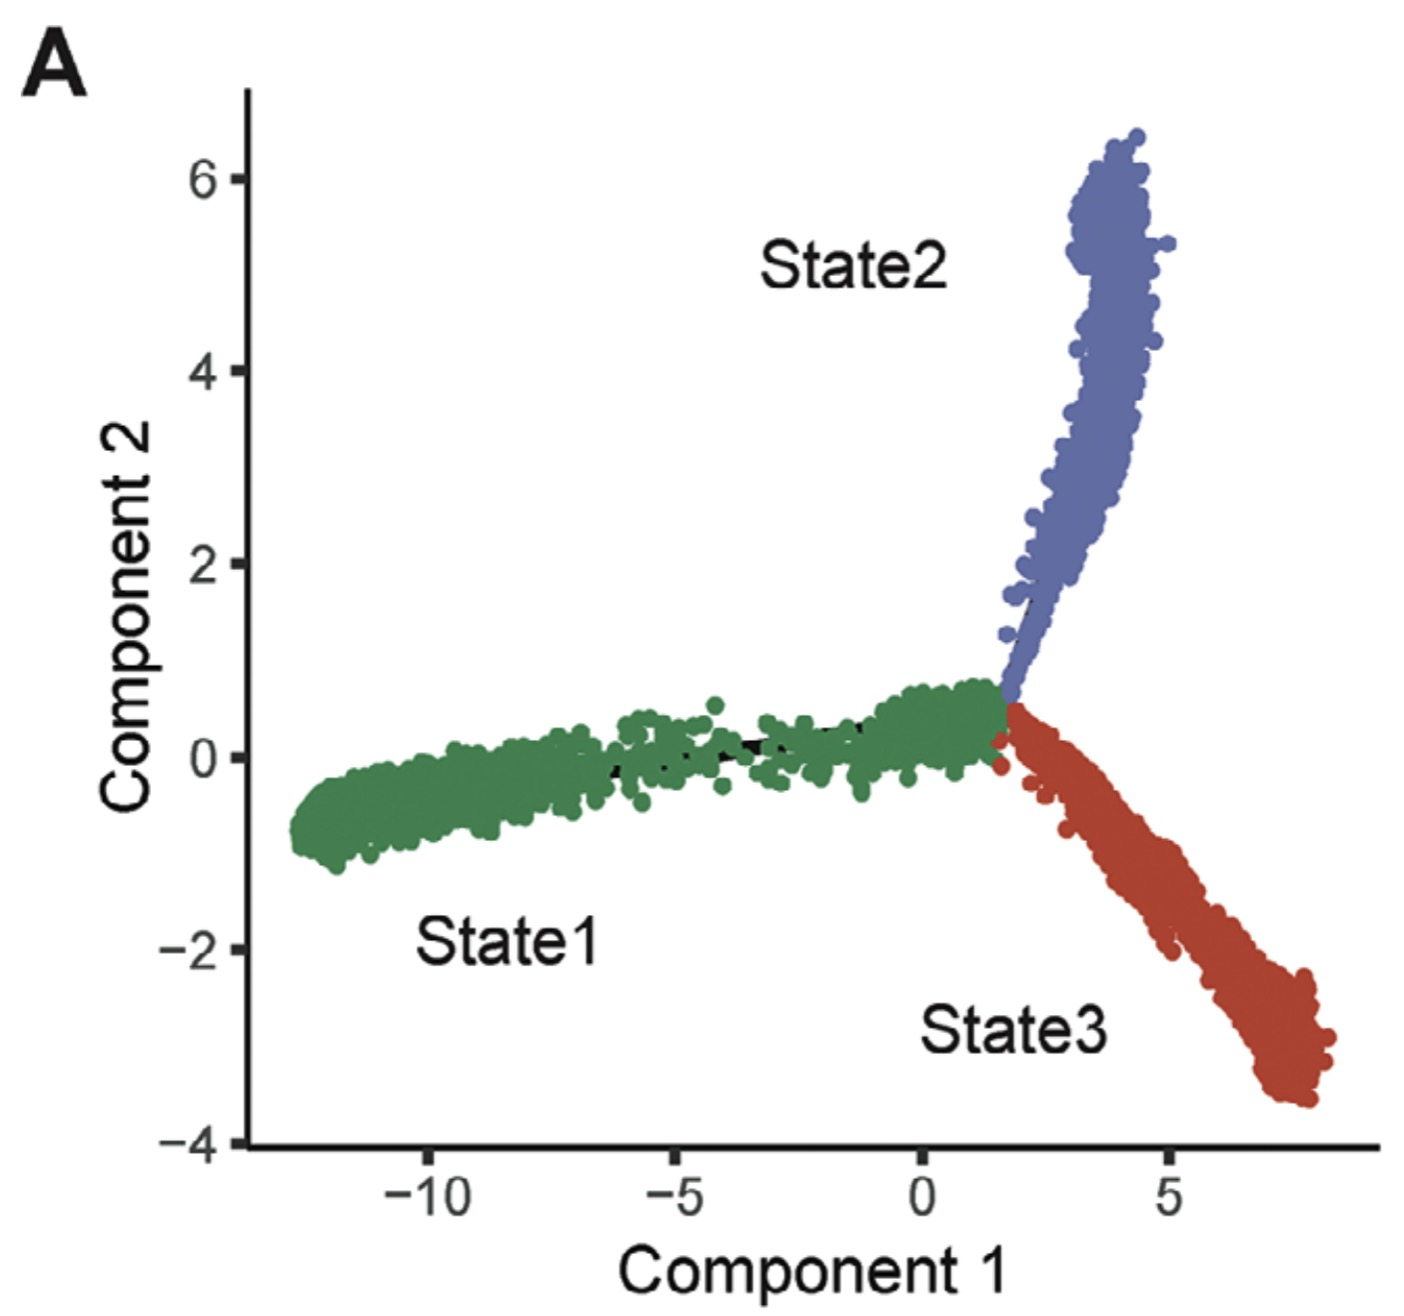 A
6
State2
4
Component 2
2
0
State1
−2
State3
−4
−10 −5 0 5
Component 1